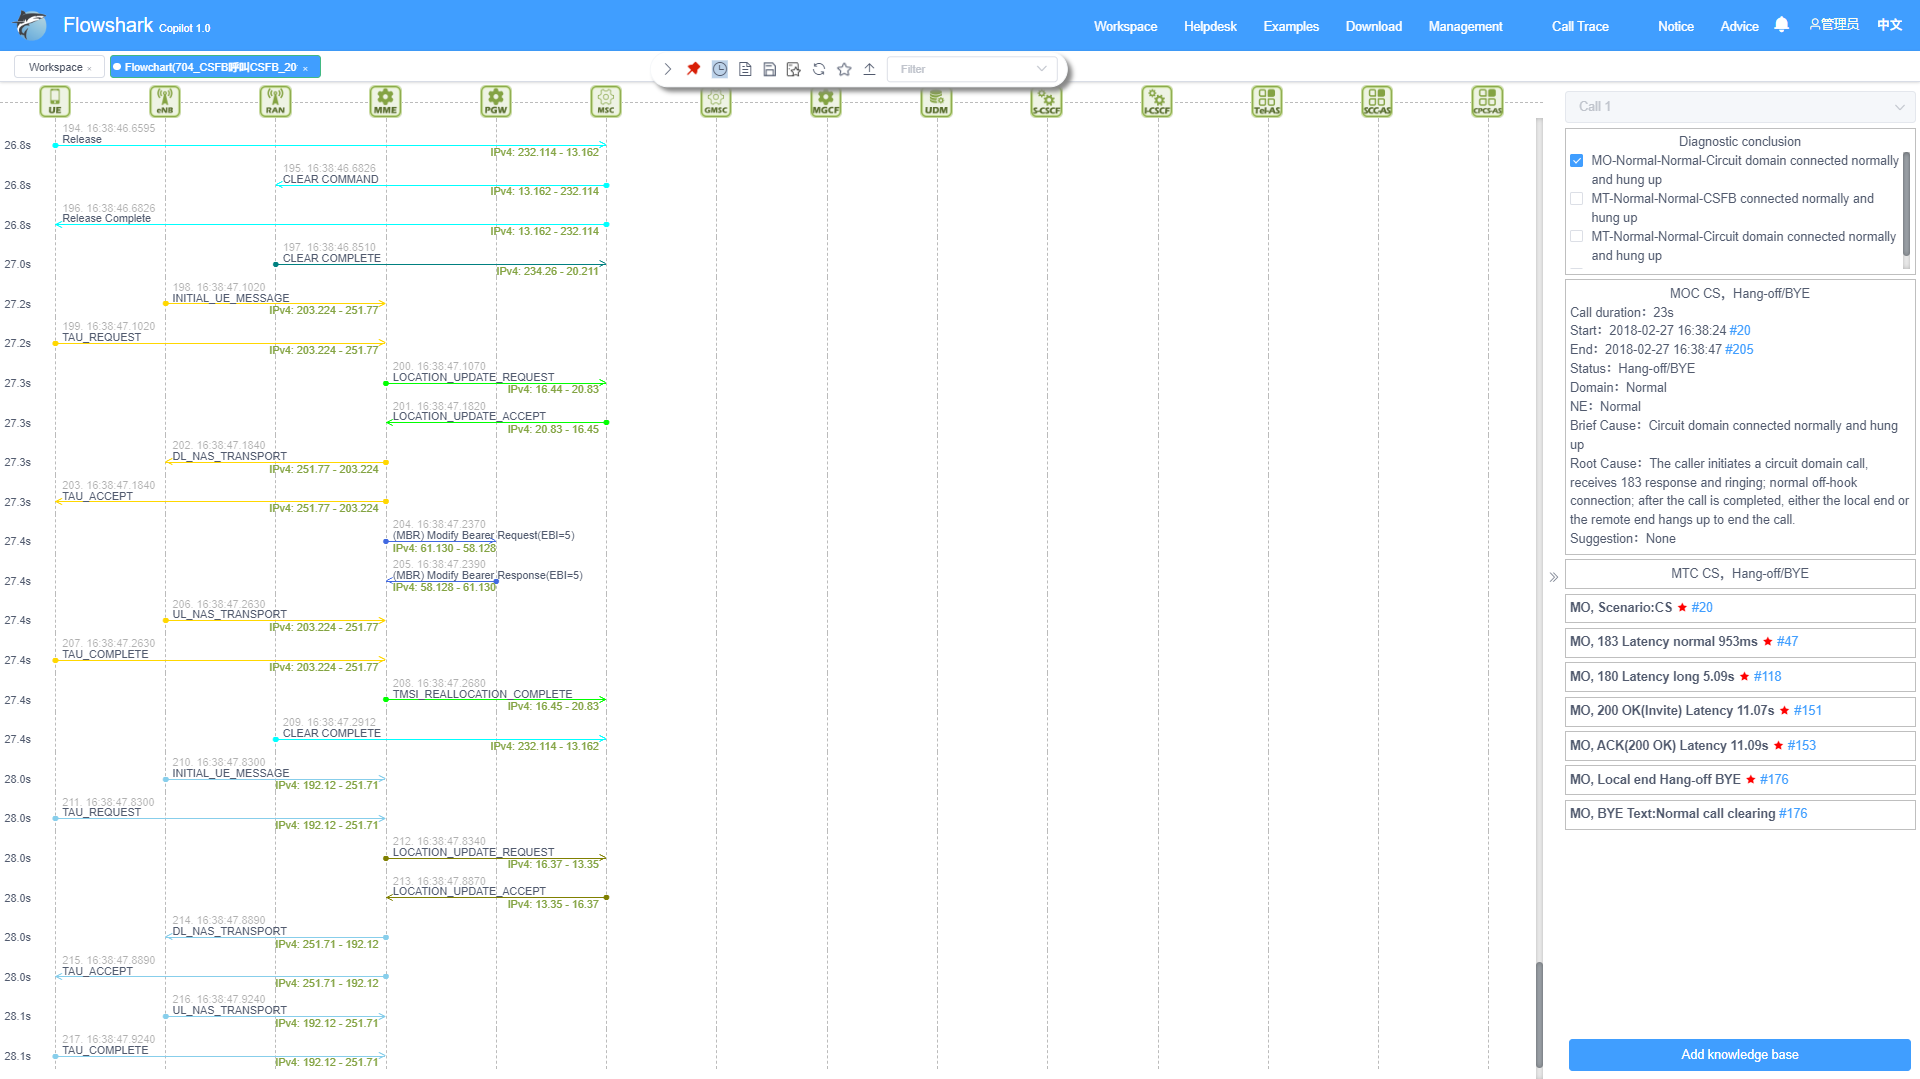 Flowshark Copilot 1.0
Workspace Helpdesk Examples Download Management Call Trace Notice Advice 管理员 中文
Workspace × Flowchart(704_CSFB呼叫CSFB_20 ×
Filter
UE eNB RAN MME PGW MSC GMSC MGCF UDM S-CSCF I-CSCF Tel-AS SCC-AS CPCS-AS
194. 16:38:46.6595
26.8s Release
IPv4: 232.114 - 13.162
195. 16:38:46.6826
26.8s CLEAR COMMAND
IPv4: 13.162 - 232.114
196. 16:38:46.6826
26.8s Release Complete
IPv4: 13.162 - 232.114
197. 16:38:46.8510
27.0s CLEAR COMPLETE
IPv4: 234.26 - 20.211
198. 16:38:47.1020
27.2s INITIAL_UE_MESSAGE
IPv4: 203.224 - 251.77
199. 16:38:47.1020
27.2s TAU_REQUEST
IPv4: 203.224 - 251.77
200. 16:38:47.1070
27.3s LOCATION_UPDATE_REQUEST
IPv4: 16.44 - 20.83
201. 16:38:47.1820
27.3s LOCATION_UPDATE_ACCEPT
IPv4: 20.83 - 16.45
202. 16:38:47.1840
27.3s DL_NAS_TRANSPORT
IPv4: 251.77 - 203.224
203. 16:38:47.1840
27.3s TAU_ACCEPT
IPv4: 251.77 - 203.224
204. 16:38:47.2370
27.4s (MBR) Modify Bearer Request(EBI=5)
IPv4: 61.130 - 58.128
205. 16:38:47.2390
27.4s (MBR) Modify Bearer Response(EBI=5)
IPv4: 58.128 - 61.130
206. 16:38:47.2630
27.4s UL_NAS_TRANSPORT
IPv4: 203.224 - 251.77
207. 16:38:47.2630
27.4s TAU_COMPLETE
IPv4: 203.224 - 251.77
208. 16:38:47.2680
27.4s TMSI_REALLOCATION_COMPLETE
IPv4: 16.45 - 20.83
209. 16:38:47.2912
27.4s CLEAR COMPLETE
IPv4: 232.114 - 13.162
210. 16:38:47.8300
28.0s INITIAL_UE_MESSAGE
IPv4: 192.12 - 251.71
211. 16:38:47.8300
28.0s TAU_REQUEST
IPv4: 192.12 - 251.71
212. 16:38:47.8340
28.0s LOCATION_UPDATE_REQUEST
IPv4: 16.37 - 13.35
213. 16:38:47.8870
28.0s LOCATION_UPDATE_ACCEPT
IPv4: 13.35 - 16.37
214. 16:38:47.8890
28.0s DL_NAS_TRANSPORT
IPv4: 251.71 - 192.12
215. 16:38:47.8890
28.0s TAU_ACCEPT
IPv4: 251.71 - 192.12
216. 16:38:47.9240
28.1s UL_NAS_TRANSPORT
IPv4: 192.12 - 251.71
217. 16:38:47.9240
28.1s TAU_COMPLETE
IPv4: 192.12 - 251.71
Call 1
Diagnostic conclusion
MO-Normal-Normal-Circuit domain connected normally
and hung up
MT-Normal-Normal-CSFB connected normally and
hung up
MT-Normal-Normal-Circuit domain connected normally
and hung up
MOC CS，Hang-off/BYE
Call duration：23s
Start：2018-02-27 16:38:24 #20
End：2018-02-27 16:38:47 #205
Status：Hang-off/BYE
Domain：Normal
NE：Normal
Brief Cause：Circuit domain connected normally and hung
up
Root Cause：The caller initiates a circuit domain call,
receives 183 response and ringing; normal off-hook
connection; after the call is completed, either the local end or
the remote end hangs up to end the call.
Suggestion：None
MTC CS，Hang-off/BYE
MO, Scenario:CS ★ #20
MO, 183 Latency normal 953ms ★ #47
MO, 180 Latency long 5.09s ★ #118
MO, 200 OK(Invite) Latency 11.07s ★ #151
MO, ACK(200 OK) Latency 11.09s ★ #153
MO, Local end Hang-off BYE ★ #176
MO, BYE Text:Normal call clearing #176
Add knowledge base